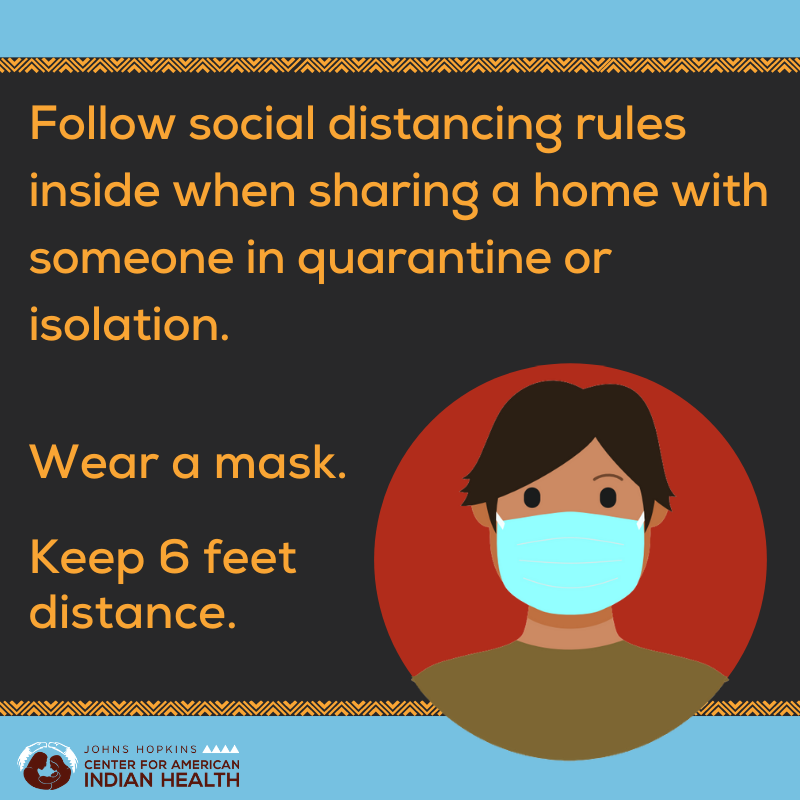 Follow social distancing rules
inside when sharing a home with
someone in quarantine or
isolation.
Wear a mask.
Keep 6 feet
distance.
JOHNS HOPKINS
CENTER FOR AMERICAN
INDIAN HEALTH